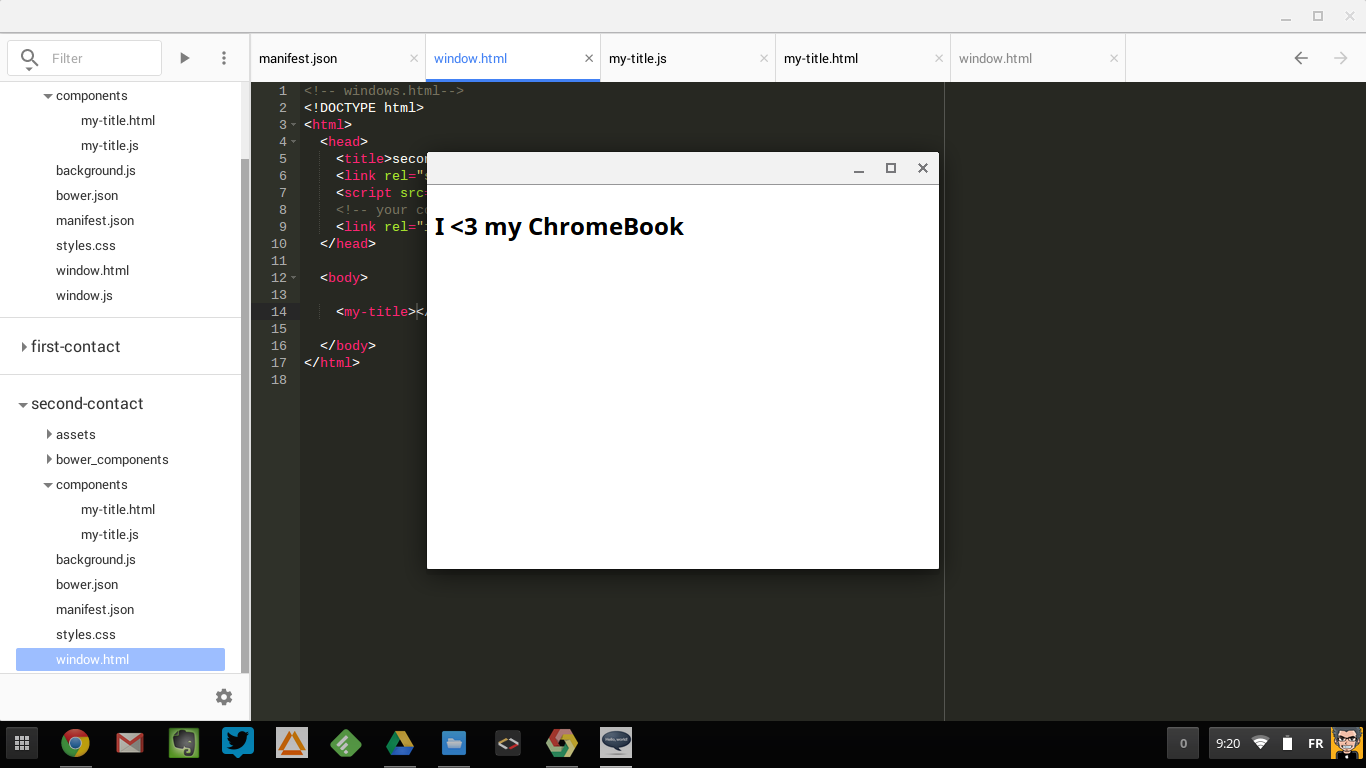 Filter
manifest.json
window.html
my-title.js
my-title.html
window.html
components
my-title.html
my-title.js
background.js
bower.json
manifest.json
styles.css
window.html
window.js
first-contact
second-contact
assets
bower_components
components
my-title.html
my-title.js
background.js
bower.json
manifest.json
styles.css
window.html
1 <!-- windows.html-->
2 <!DOCTYPE html>
3 <html>
4 <head>
5 <title>secon
6 <link rel="s
7 <script src=
8 <!-- your c
9 <link rel="i
10 </head>
11
12 <body>
13
14 <my-title></
15
16 </body>
17 </html>
18
I <3 my ChromeBook
0
9:20
FR